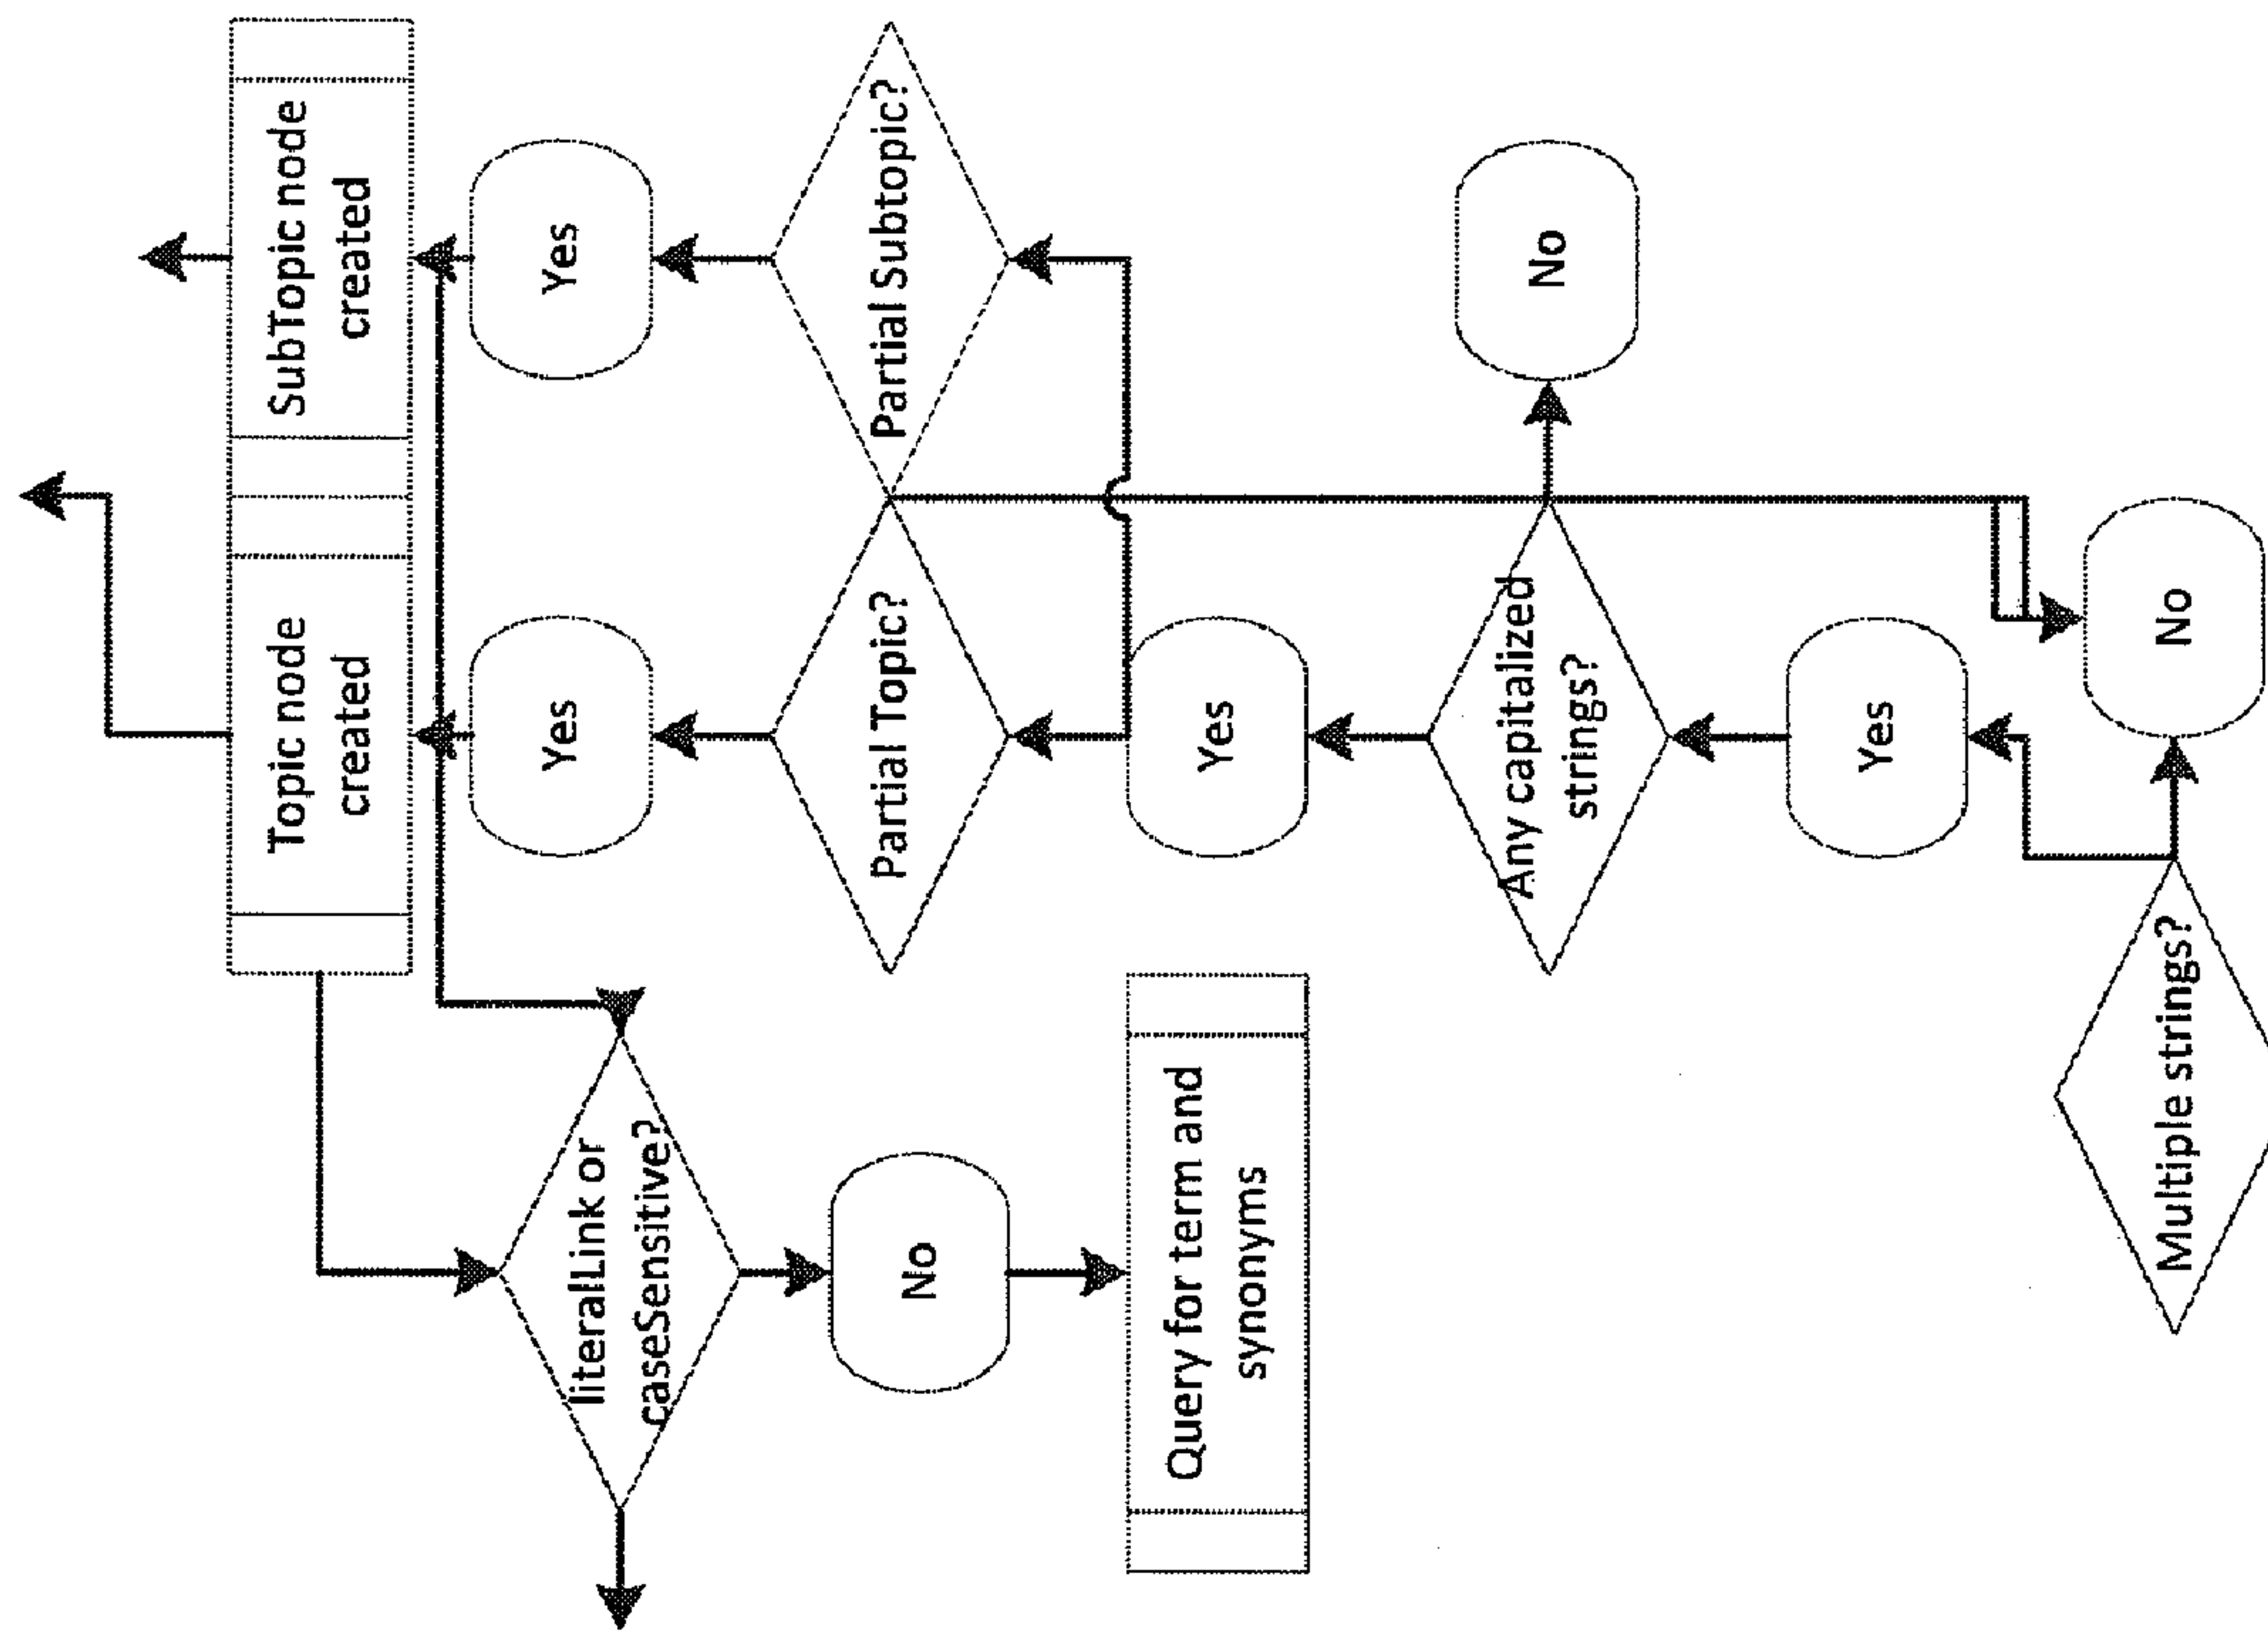 Topic node
created
SubTopic node
created
literalLink or
caseSensitive?
Yes
Yes
No
Partial Topic?
Partial Subtopic?
Query for term and
synonyms
Yes
Any capitalized
strings?
No
Yes
Multiple strings?
No